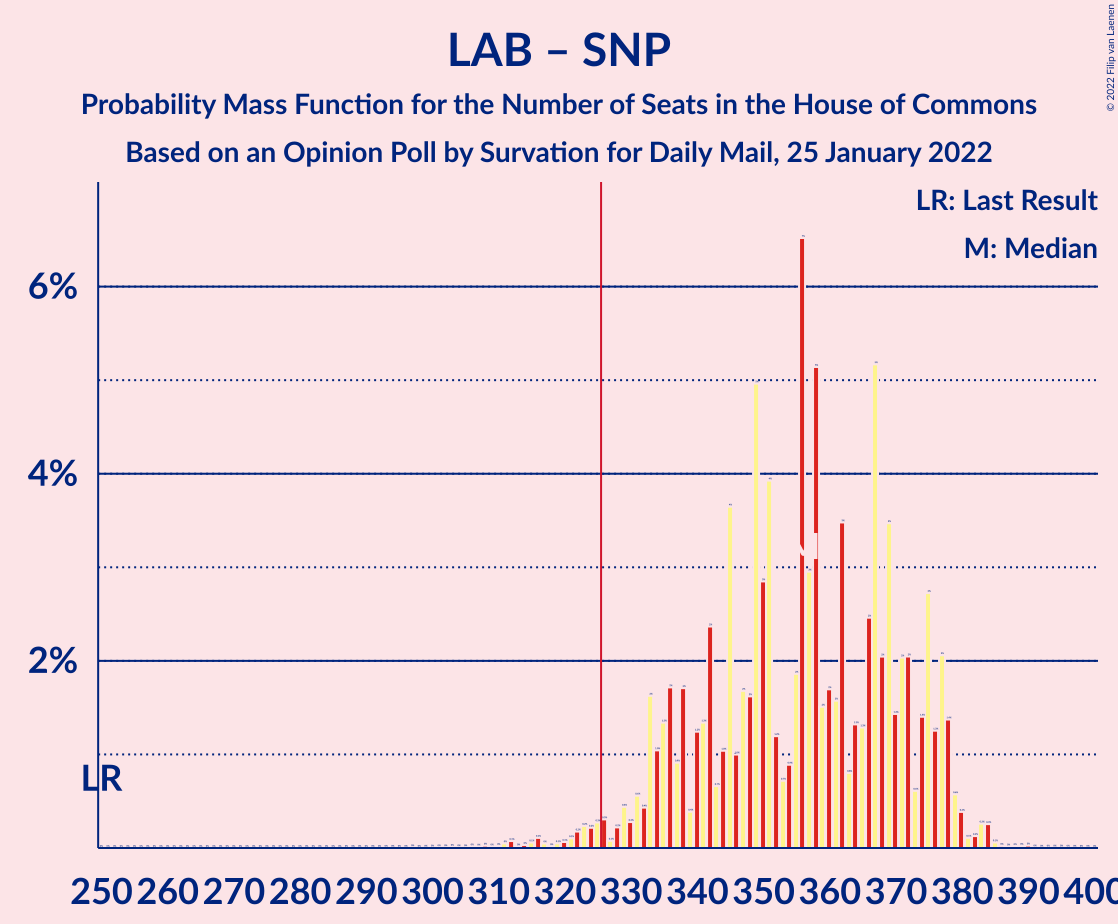 LAB – SNP
Probability Mass Function for the Number of Seats in the House of Commons
Based on an Opinion Poll by Survation for Daily Mail, 25 January 2022
© 2022 Filip van Laenen
LR: Last Result
M: Median
6%
4%
2%
LR
250 260 270 280 290 300 310 320 330 340 350 360 370 380 390 400